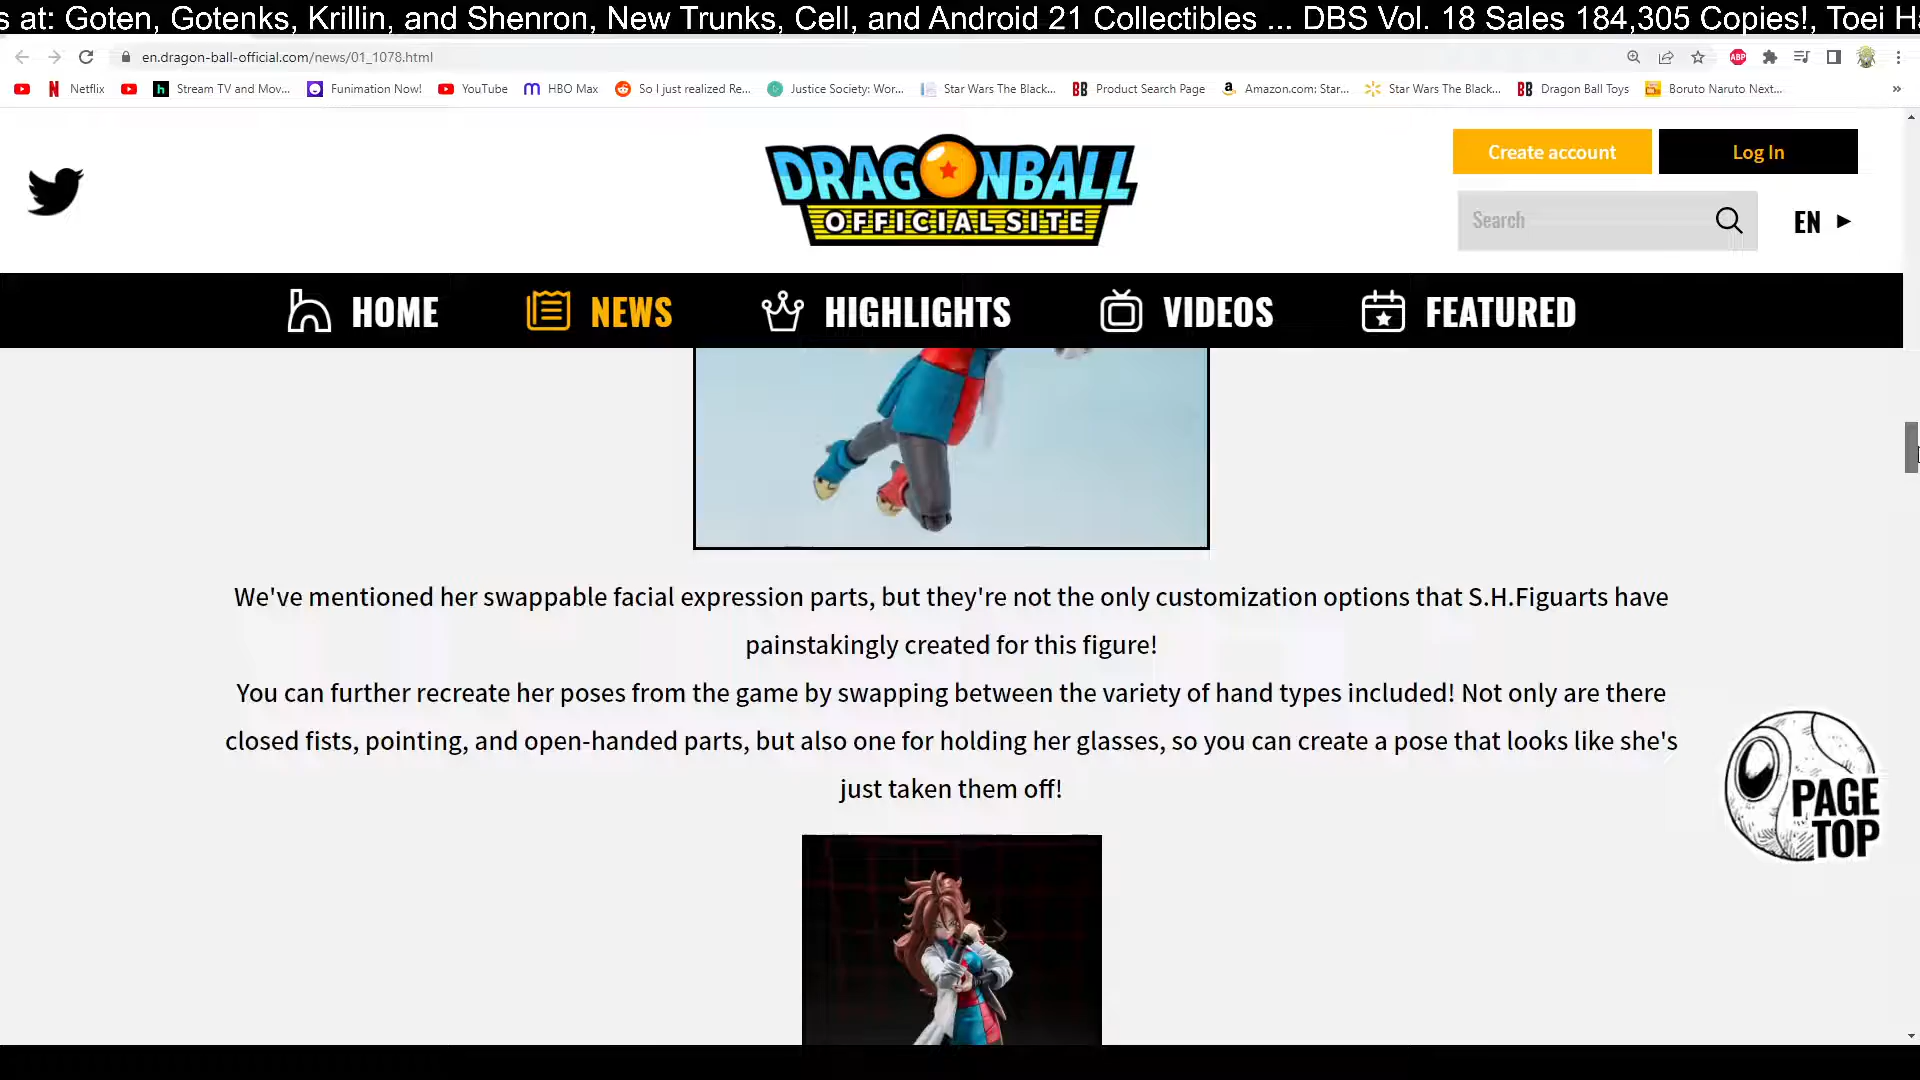 s at: Goten, Gotenks, Krillin, and Shenron, New Trunks, Cell, and Android 21 Collectibles ... DBS Vol. 18 Sales 184,305 Copies!, Toei H
en.dragon-ball-official.com/news/01_1078.html
ABP
Netflix
h Stream TV and Mov...
Funimation Now!
YouTube
HBO Max
So I just realized Re...
Justice Society: Wor...
Star Wars The Black...
BB Product Search Page
Amazon.com: Star...
Star Wars The Black...
BB Dragon Ball Toys
Boruto Naruto Next...
DRAGONBALL
OFFICIAL SITE
Create account
Log In
Search
EN
HOME
NEWS
HIGHLIGHTS
VIDEOS
FEATURED
We've mentioned her swappable facial expression parts, but they're not the only customization options that S.H.Figuarts have
painstakingly created for this figure!
You can further recreate her poses from the game by swapping between the variety of hand types included! Not only are there
closed fists, pointing, and open-handed parts, but also one for holding her glasses, so you can create a pose that looks like she's
just taken them off!
PAGE
TOP